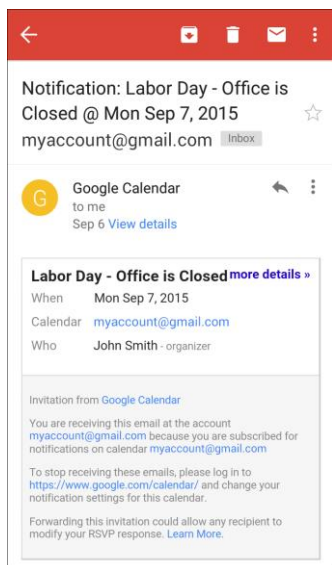 Notification: Labor Day - Office is
Closed @ Mon Sep 7, 2015
myaccount@gmail.com Inbox
G
Google Calendar
to me
Sep 6 View details
Labor Day - Office is Closed more details »
When Mon Sep 7, 2015
Calendar myaccount@gmail.com
Who John Smith - organizer
Invitation from Google Calendar
You are receiving this email at the account
myaccount@gmail.com because you are subscribed for
notifications on calendar myaccount@gmail.com
To stop receiving these emails, please log in to
https://www.google.com/calendar/ and change your
notification settings for this calendar.
Forwarding this invitation could allow any recipient to
modify your RSVP response. Learn More.